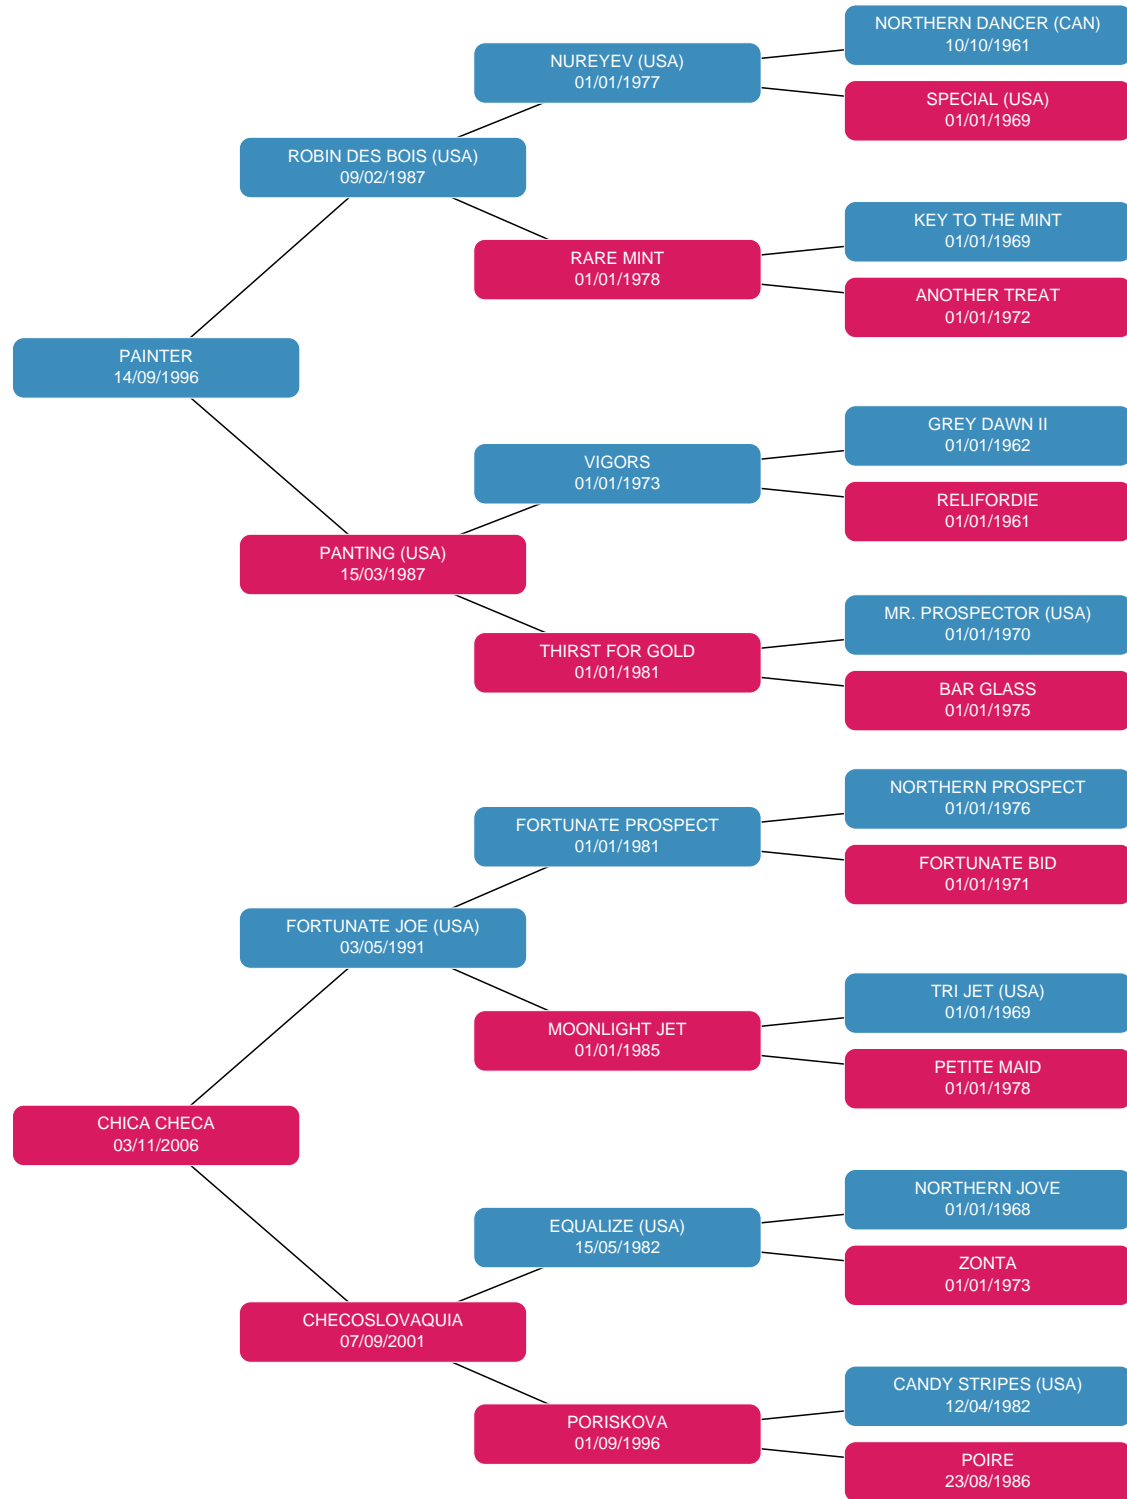 NORTHERN DANCER (CAN)
10/10/1961
NUREYEV (USA)
01/01/1977
SPECIAL (USA)
01/01/1969
ROBIN DES BOIS (USA)
09/02/1987
KEY TO THE MINT
01/01/1969
RARE MINT
01/01/1978
ANOTHER TREAT
01/01/1972
PAINTER
14/09/1996
GREY DAWN II
01/01/1962
VIGORS
01/01/1973
RELIFORDIE
01/01/1961
PANTING (USA)
15/03/1987
MR. PROSPECTOR (USA)
01/01/1970
THIRST FOR GOLD
01/01/1981
BAR GLASS
01/01/1975
NORTHERN PROSPECT
01/01/1976
FORTUNATE PROSPECT
01/01/1981
FORTUNATE BID
01/01/1971
FORTUNATE JOE (USA)
03/05/1991
TRI JET (USA)
01/01/1969
MOONLIGHT JET
01/01/1985
PETITE MAID
01/01/1978
CHICA CHECA
03/11/2006
NORTHERN JOVE
01/01/1968
EQUALIZE (USA)
15/05/1982
ZONTA
01/01/1973
CHECOSLOVAQUIA
07/09/2001
CANDY STRIPES (USA)
12/04/1982
PORISKOVA
01/09/1996
POIRE
23/08/1986